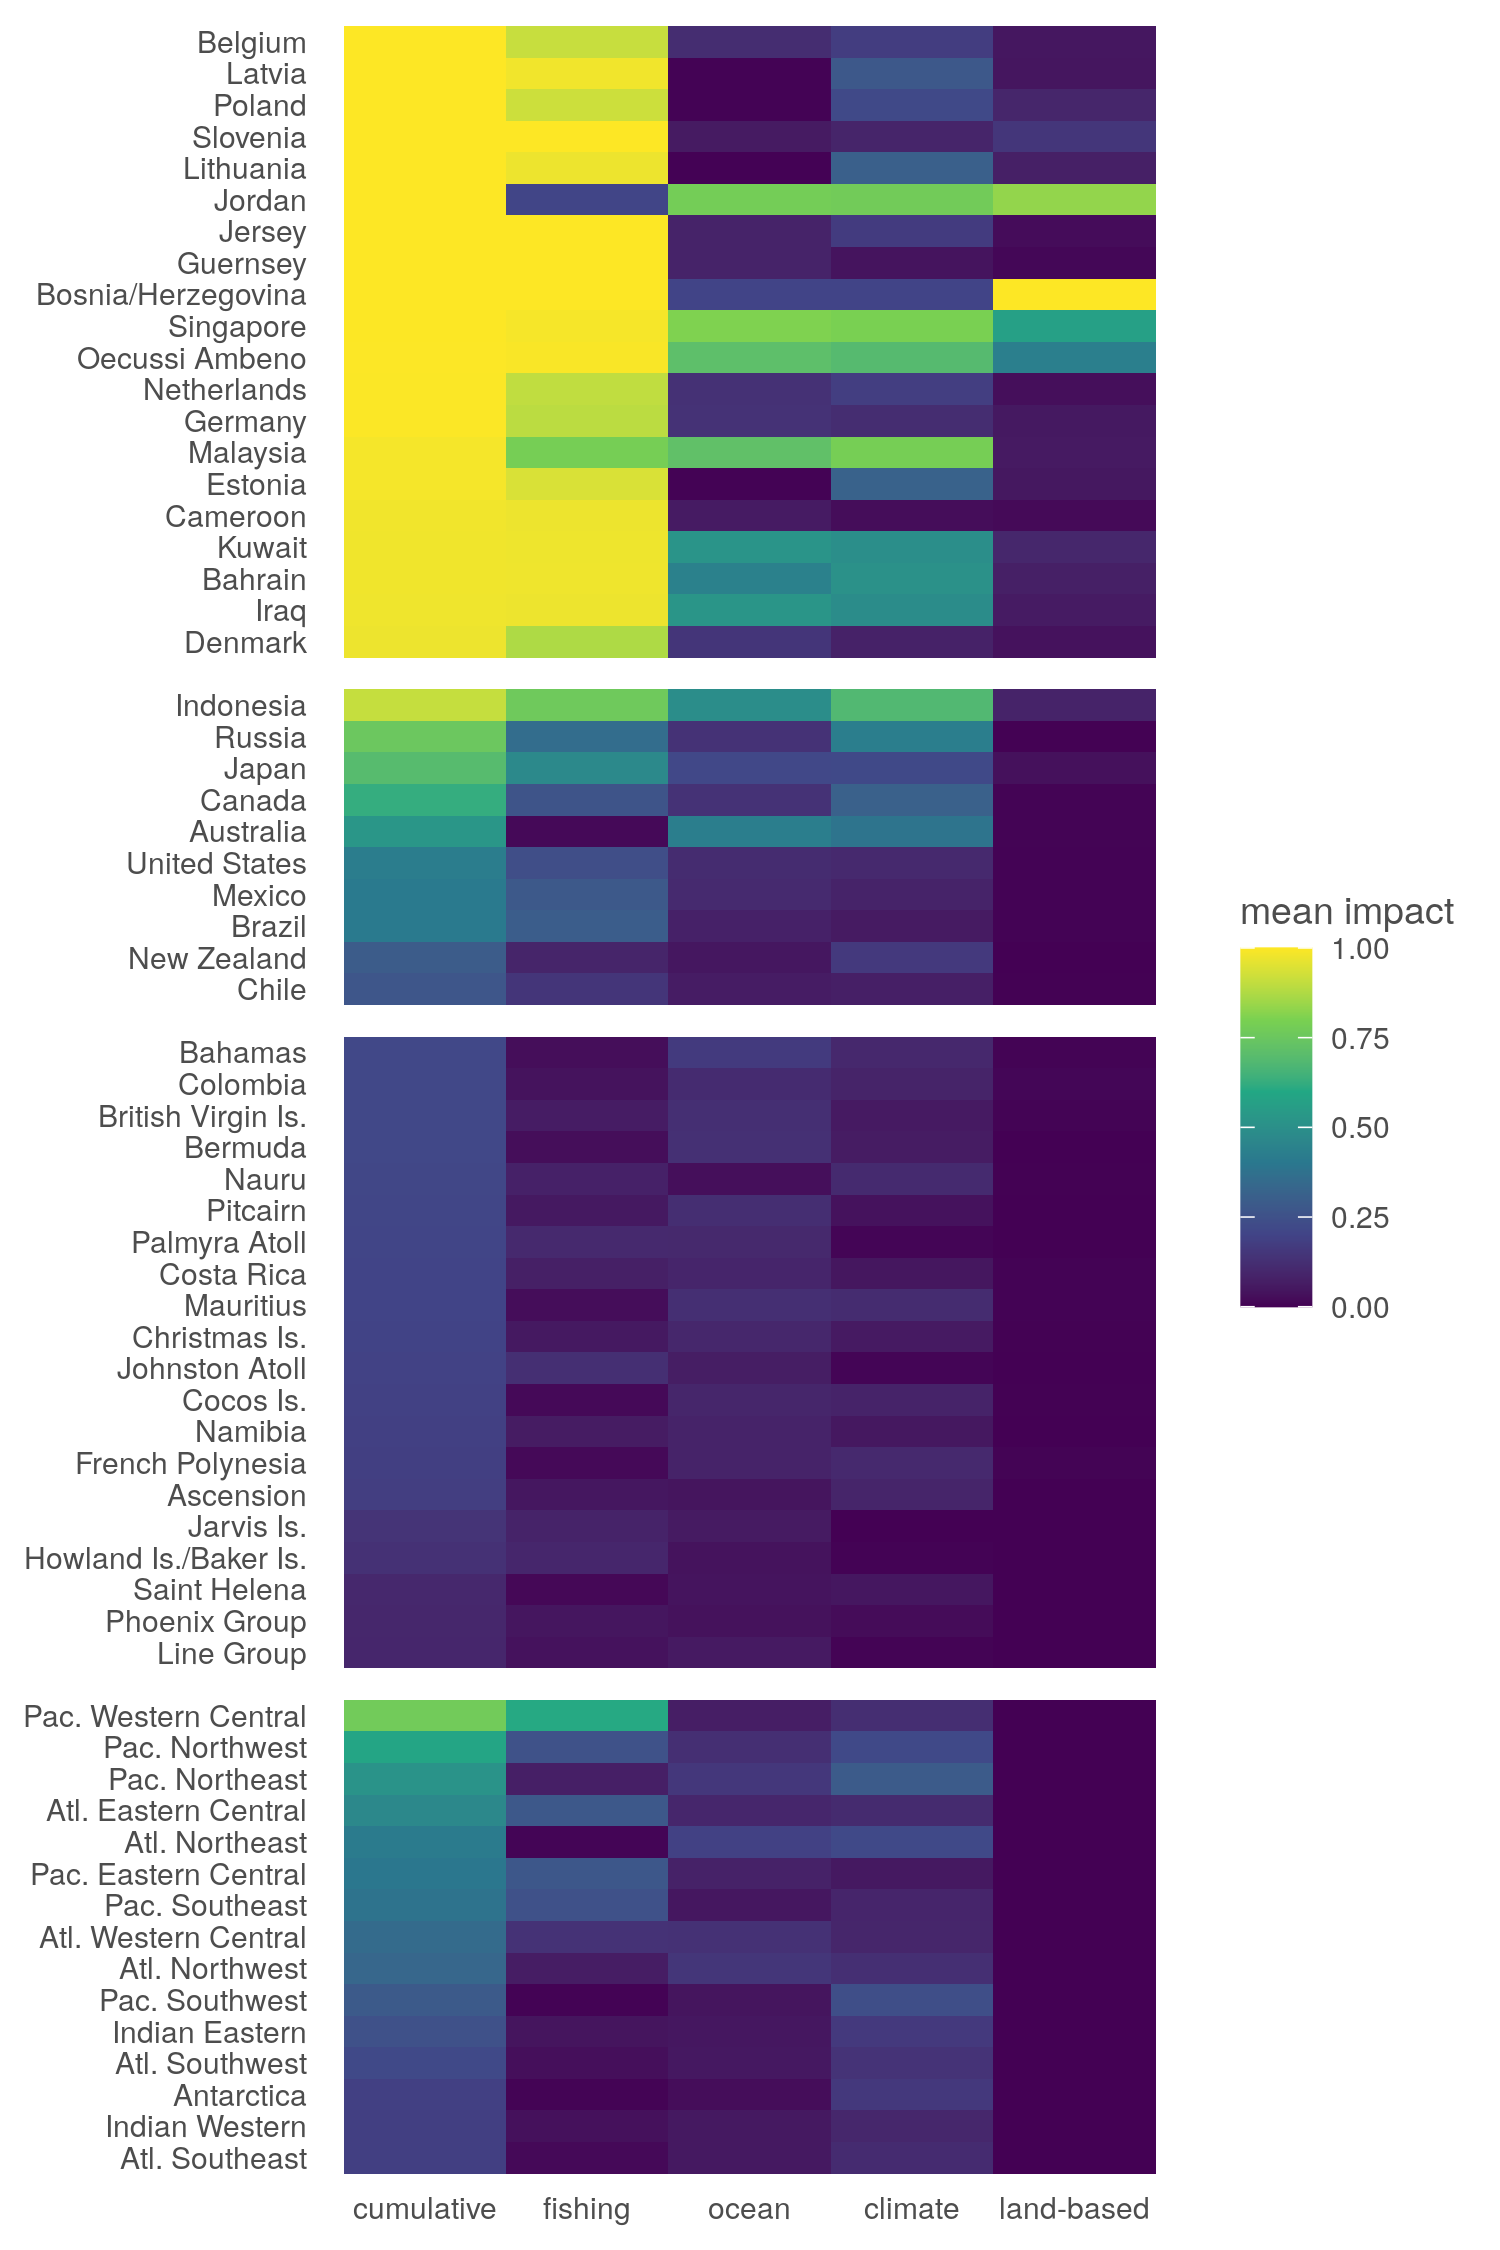 Belgium
Latvia
Poland
Slovenia
Lithuania
Jordan
Jersey
Guernsey
Bosnia/Herzegovina
Singapore
Oecussi Ambeno
Netherlands
Germany
Malaysia
Estonia
Cameroon
Kuwait
Bahrain
Iraq
Denmark
Indonesia
Russia
Japan
Canada
Australia
United States
Mexico
Brazil
New Zealand
Chile
Bahamas
Colombia
British Virgin Is.
Bermuda
Nauru
Pitcairn
Palmyra Atoll
Costa Rica
Mauritius
Christmas Is.
Johnston Atoll
Cocos Is.
Namibia
French Polynesia
Ascension
Jarvis Is.
Howland Is./Baker Is.
Saint Helena
Phoenix Group
Line Group
Pac. Western Central
Pac. Northwest
Pac. Northeast
Atl. Eastern Central
Atl. Northeast
Pac. Eastern Central
Pac. Southeast
Atl. Western Central
Atl. Northwest
Pac. Southwest
Indian Eastern
Atl. Southwest
Antarctica
Indian Western
Atl. Southeast
cumulative fishing ocean climate land-based
mean impact
1.00
0.75
0.50
0.25
0.00